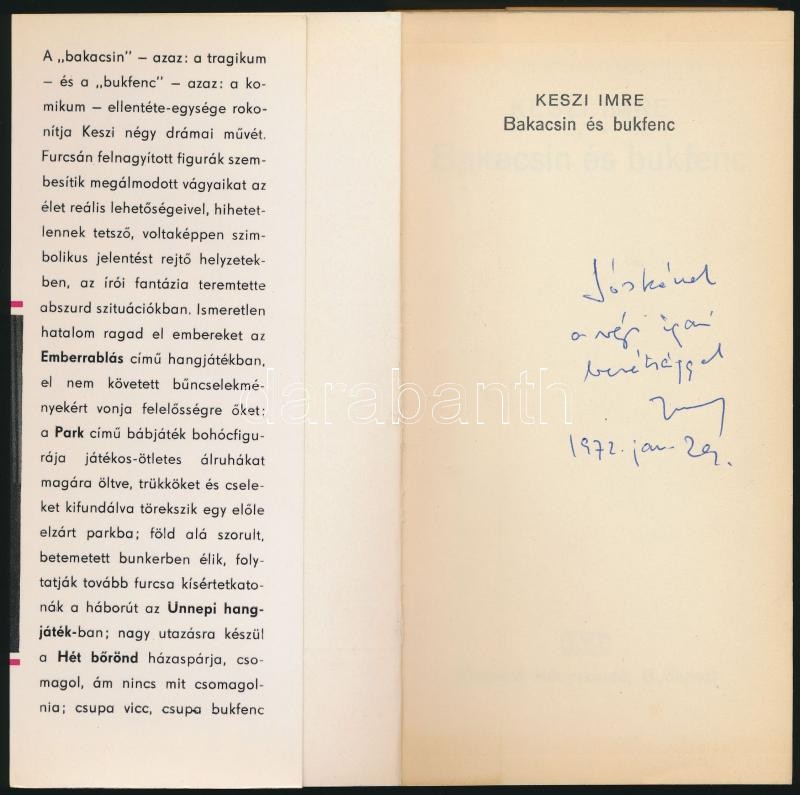 A „bakacsin” – azaz: a tragikum
– és a „bukfenc” – azaz: a ko-
mikum – ellentéte-egysége roko-
nítja Keszi négy drámai művét.
Furcsán felnagyított figurák szem-
besítik megálmodott vágyaikat az
élet reális lehetőségeivel, hihetet-
lennek tetsző, voltaképpen szim-
bolikus jelentést rejtő helyzetek-
ben, az írói fantázia teremtette
abszurd szituációkban. Ismeretlen
hatalom ragad el embereket az
Emberrablás című hangjátékban,
el nem követett bűncselekmé-
nyekért vonja felelősségre őket;
a Park című bábjáték bohócfigu-
rája játékos-ötletes álruhákat
magára öltve, trükköket és csele-
ket kifundálva törekszik egy előle
elzárt parkba; föld alá szorult,
betemetett bunkerben élik, foly-
tatják tovább furcsa kísértetkato-
nák a háborút az Ünnepi hang-
játék-ban; nagy utazásra készül
a Hét bőrönd házaspárja, cso-
magol, ám nincs mit csomagol-
nia; csupa vicc, csupa bukfenc
KESZI IMRE
Bakacsin és bukfenc
Jóskának
a régi igaz
barátsággal
1972. jan.
darabanth